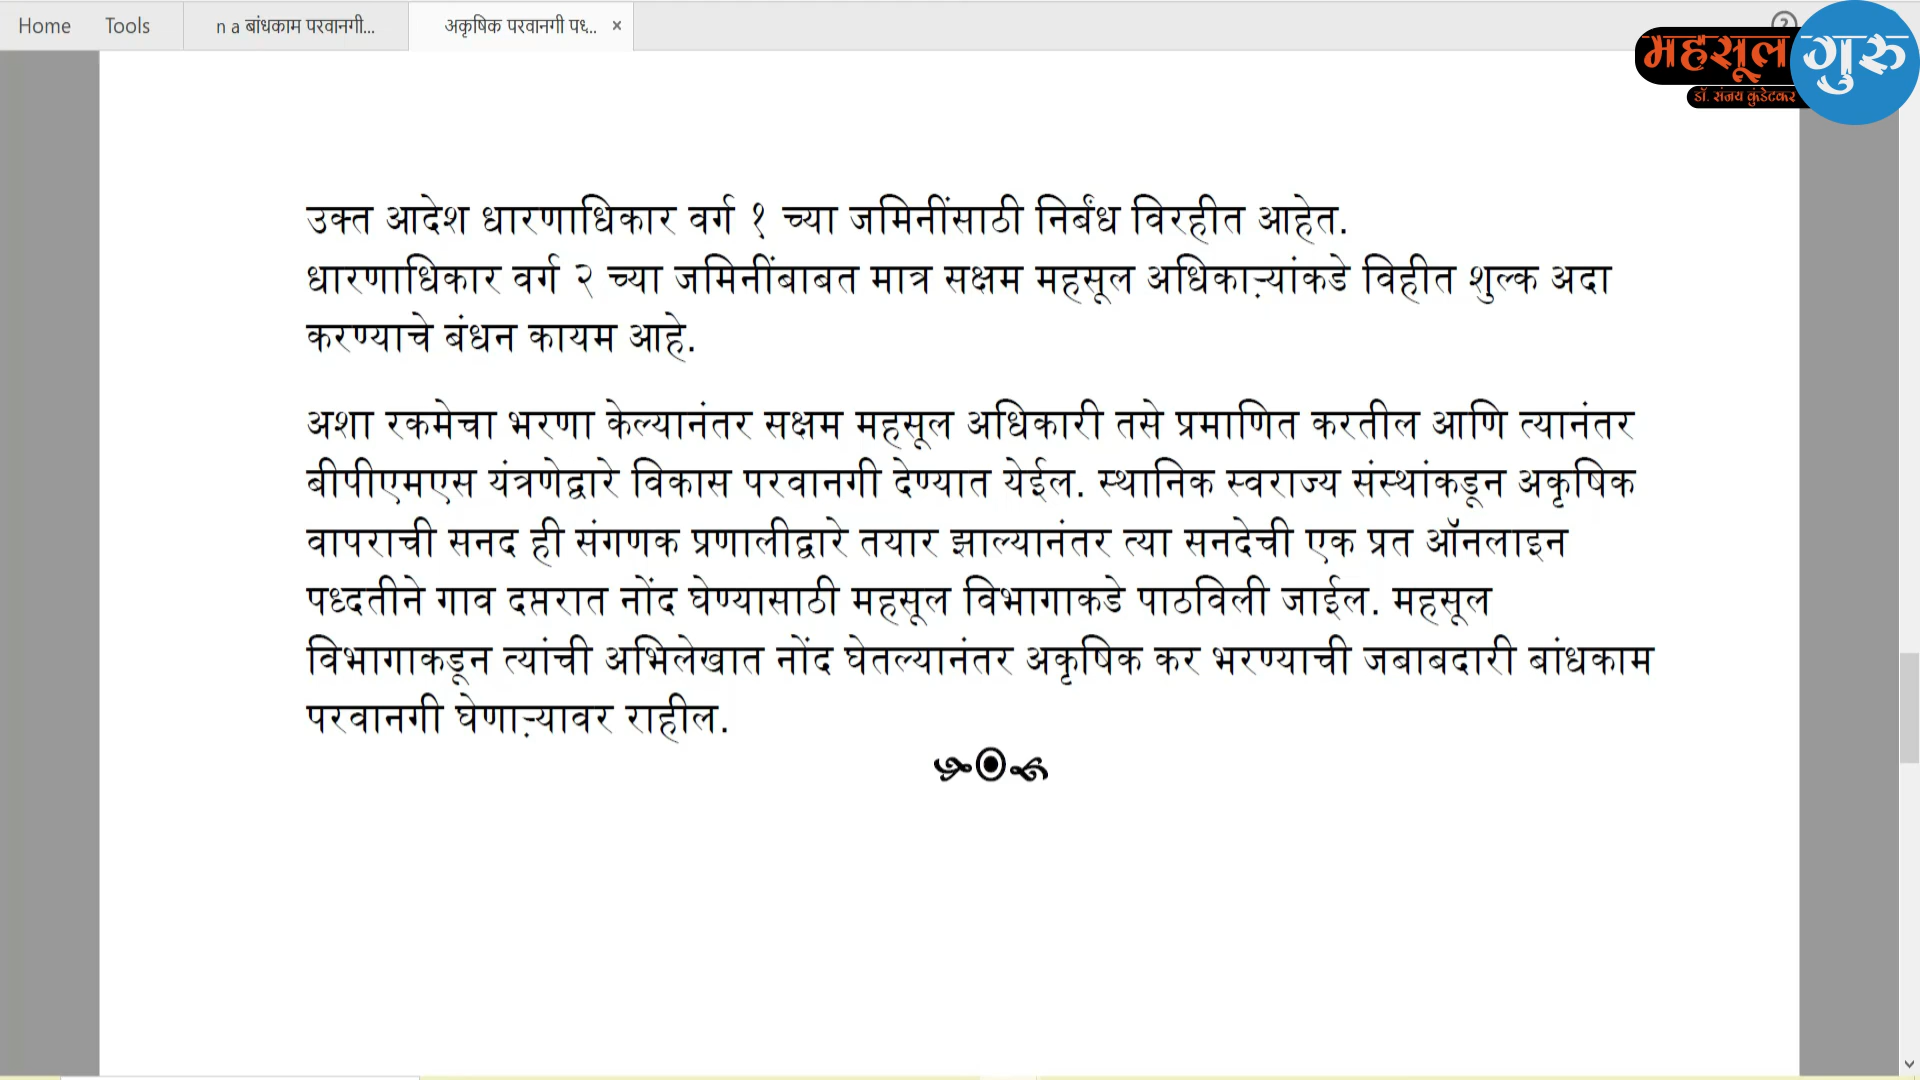 Home Tools n a बांधकाम परवानगी... अकृषिक परवानगी पध.. ×
महसूल गुरु
डॉ. संजय कुंडेटकर
उक्त आदेश धारणाधिकार वर्ग १ च्या जमिनींसाठी निर्बंध विरहीत आहेत.
धारणाधिकार वर्ग २ च्या जमिनींबाबत मात्र सक्षम महसूल अधिकाऱ्यांकडे विहीत शुल्क अदा
करण्याचे बंधन कायम आहे.
अशा रकमेचा भरणा केल्यानंतर सक्षम महसूल अधिकारी तसे प्रमाणित करतील आणि त्यानंतर
बीपीएमएस यंत्रणेद्वारे विकास परवानगी देण्यात येईल. स्थानिक स्वराज्य संस्थांकडून अकृषिक
वापराची सनद ही संगणक प्रणालीद्वारे तयार झाल्यानंतर त्या सनदेची एक प्रत ऑनलाइन
पध्दतीने गाव दप्तरात नोंद घेण्यासाठी महसूल विभागाकडे पाठविली जाईल. महसूल
विभागाकडून त्यांची अभिलेखात नोंद घेतल्यानंतर अकृषिक कर भरण्याची जबाबदारी बांधकाम
परवानगी घेणाऱ्यावर राहील.